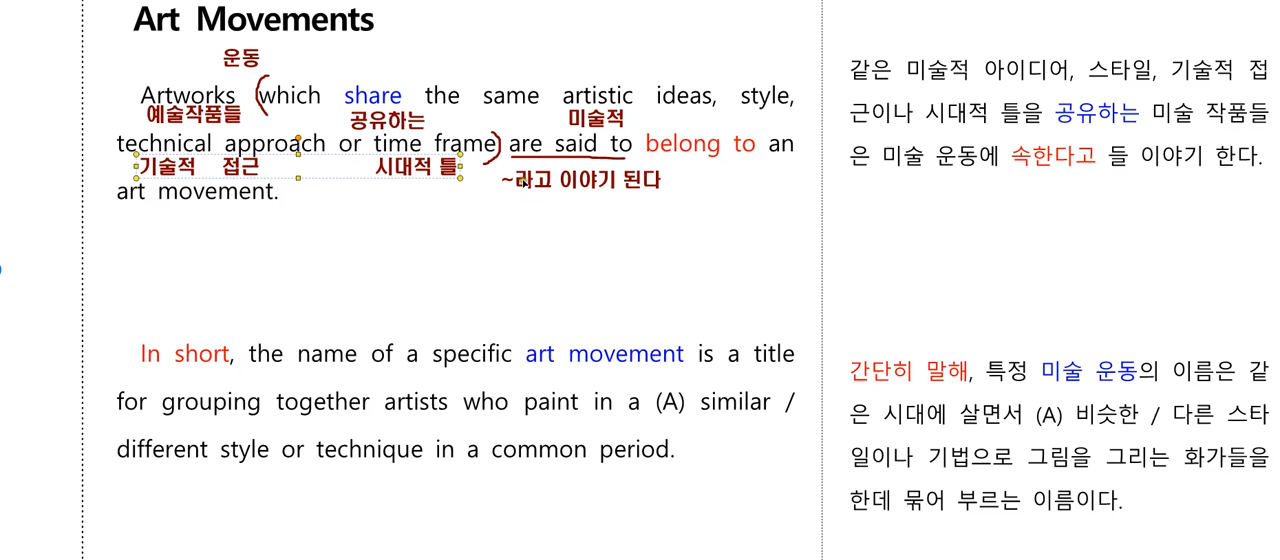 Art Movements
운동
Artworks (which share the same artistic ideas, style,
예술작품들 공유하는 미술적
technical approach or time frame) are said to belong to an
기술적 접근 시대적 틀
~라고 이야기 된다
art movement.
In short, the name of a specific art movement is a title
for grouping together artists who paint in a (A) similar /
different style or technique in a common period.
같은 미술적 아이디어, 스타일, 기술적 접
근이나 시대적 틀을 공유하는 미술 작품들
은 미술 운동에 속한다고 들 이야기 한다.
간단히 말해, 특정 미술 운동의 이름은 같
은 시대에 살면서 (A) 비슷한 / 다른 스타
일이나 기법으로 그림을 그리는 화가들을
한데 묶어 부르는 이름이다.